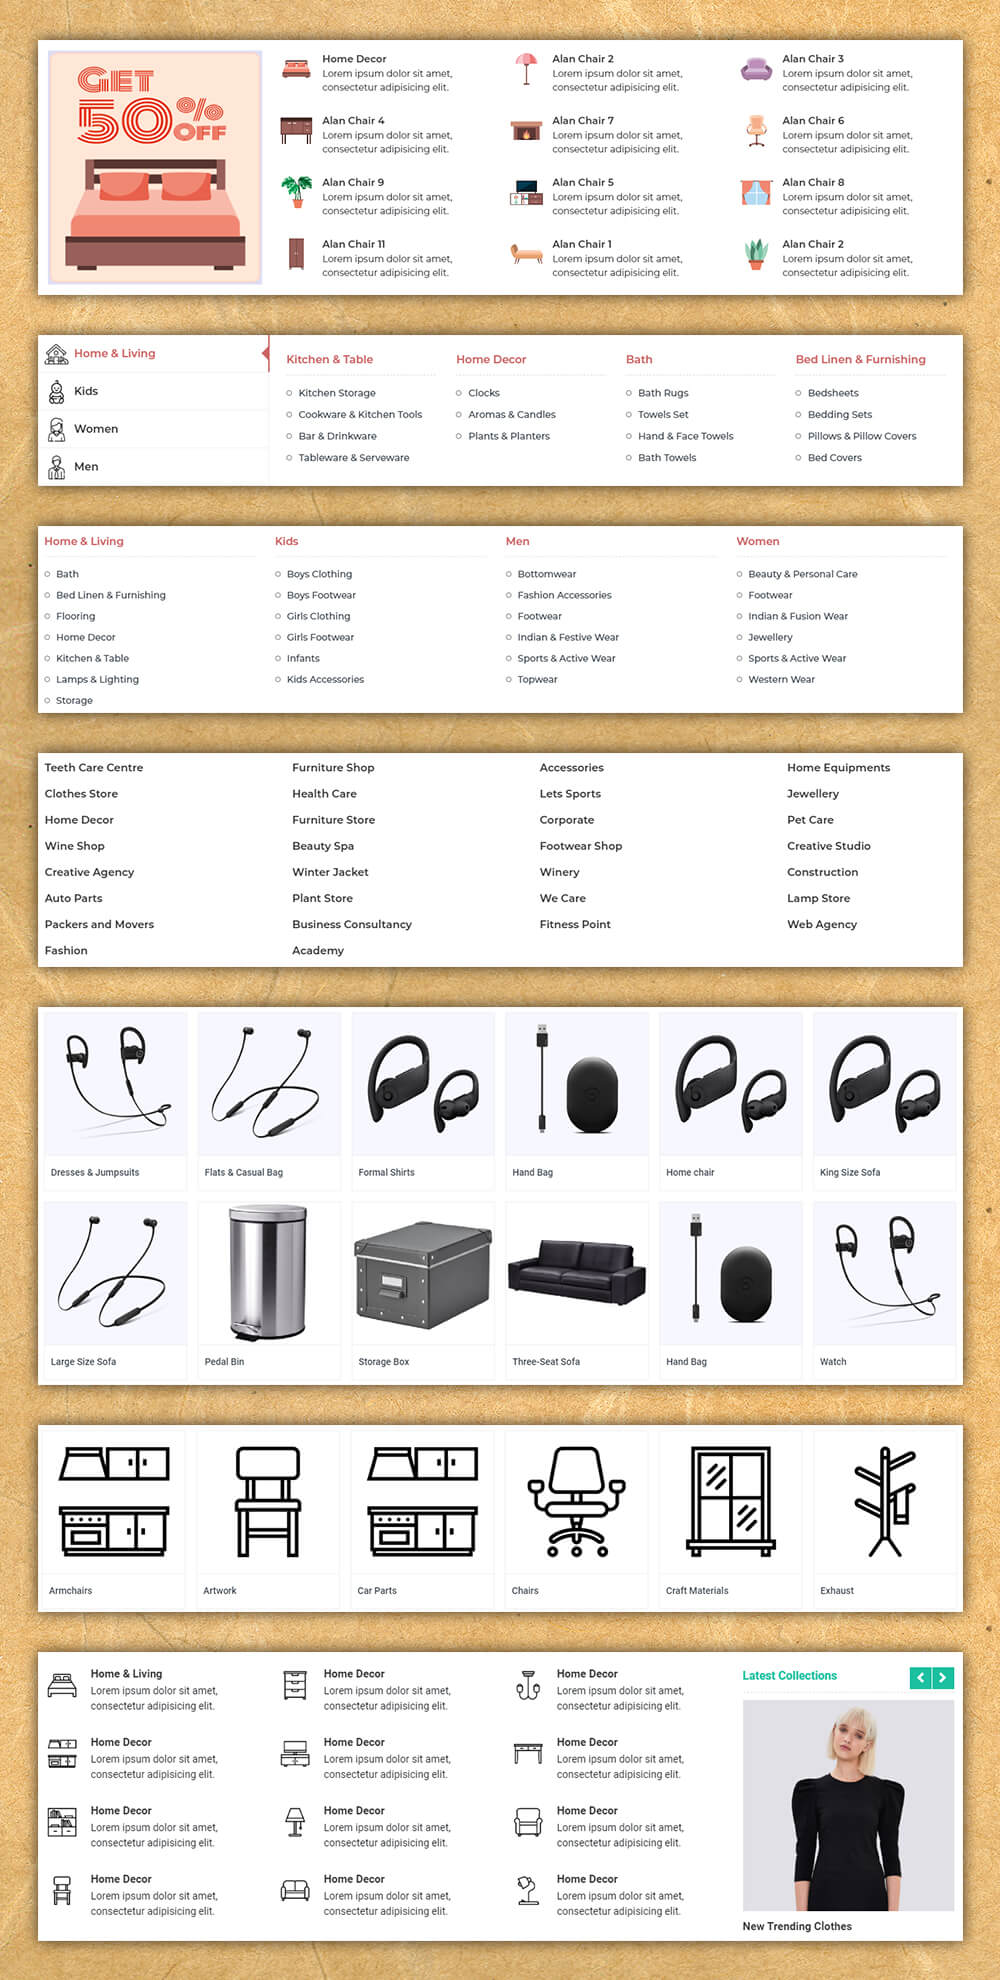 GET
50%
OFF
Home Decor
Lorem ipsum dolor sit amet,
consectetur adipisicing elit.
Alan Chair 2
Lorem ipsum dolor sit amet,
consectetur adipisicing elit.
Alan Chair 3
Lorem ipsum dolor sit amet,
consectetur adipisicing elit.
Alan Chair 4
Lorem ipsum dolor sit amet,
consectetur adipisicing elit.
Alan Chair 7
Lorem ipsum dolor sit amet,
consectetur adipisicing elit.
Alan Chair 6
Lorem ipsum dolor sit amet,
consectetur adipisicing elit.
Alan Chair 9
Lorem ipsum dolor sit amet,
consectetur adipisicing elit.
Alan Chair 5
Lorem ipsum dolor sit amet,
consectetur adipisicing elit.
Alan Chair 8
Lorem ipsum dolor sit amet,
consectetur adipisicing elit.
Alan Chair 11
Lorem ipsum dolor sit amet,
consectetur adipisicing elit.
Alan Chair 1
Lorem ipsum dolor sit amet,
consectetur adipisicing elit.
Alan Chair 2
Lorem ipsum dolor sit amet,
consectetur adipisicing elit.
Home & Living
Kids
Women
Men
Kitchen & Table
Kitchen Storage
Cookware & Kitchen Tools
Bar & Drinkware
Tableware & Serveware
Home Decor
Clocks
Aromas & Candles
Plants & Planters
Bath
Bath Rugs
Towels Set
Hand & Face Towels
Bath Towels
Bed Linen & Furnishing
Bedsheets
Bedding Sets
Pillows & Pillow Covers
Bed Covers
Home & Living
Bath
Bed Linen & Furnishing
Flooring
Home Decor
Kitchen & Table
Lamps & Lighting
Storage
Kids
Boys Clothing
Boys Footwear
Girls Clothing
Girls Footwear
Infants
Kids Accessories
Men
Bottomwear
Fashion Accessories
Footwear
Indian & Festive Wear
Sports & Active Wear
Topwear
Women
Beauty & Personal Care
Footwear
Indian & Fusion Wear
Jewellery
Sports & Active Wear
Western Wear
Teeth Care Centre
Clothes Store
Home Decor
Wine Shop
Creative Agency
Auto Parts
Packers and Movers
Fashion
Furniture Shop
Health Care
Furniture Store
Beauty Spa
Winter Jacket
Plant Store
Business Consultancy
Academy
Accessories
Lets Sports
Corporate
Footwear Shop
Winery
We Care
Fitness Point
Home Equipments
Jewellery
Pet Care
Creative Studio
Construction
Lamp Store
Web Agency
Dresses & Jumpsuits
Flats & Casual Bag
Formal Shirts
Hand Bag
Home chair
King Size Sofa
Large Size Sofa
Pedal Bin
Storage Box
Three-Seat Sofa
Hand Bag
Watch
Armchairs
Artwork
Car Parts
Chairs
Craft Materials
Exhaust
Home & Living
Lorem ipsum dolor sit amet,
consectetur adipisicing elit.
Home Decor
Lorem ipsum dolor sit amet,
consectetur adipisicing elit.
Home Decor
Lorem ipsum dolor sit amet,
consectetur adipisicing elit.
Home Decor
Lorem ipsum dolor sit amet,
consectetur adipisicing elit.
Home Decor
Lorem ipsum dolor sit amet,
consectetur adipisicing elit.
Home Decor
Lorem ipsum dolor sit amet,
consectetur adipisicing elit.
Home Decor
Lorem ipsum dolor sit amet,
consectetur adipisicing elit.
Home Decor
Lorem ipsum dolor sit amet,
consectetur adipisicing elit.
Home Decor
Lorem ipsum dolor sit amet,
consectetur adipisicing elit.
Home Decor
Lorem ipsum dolor sit amet,
consectetur adipisicing elit.
Home Decor
Lorem ipsum dolor sit amet,
consectetur adipisicing elit.
Home Decor
Lorem ipsum dolor sit amet,
consectetur adipisicing elit.
Latest Collections
New Trending Clothes